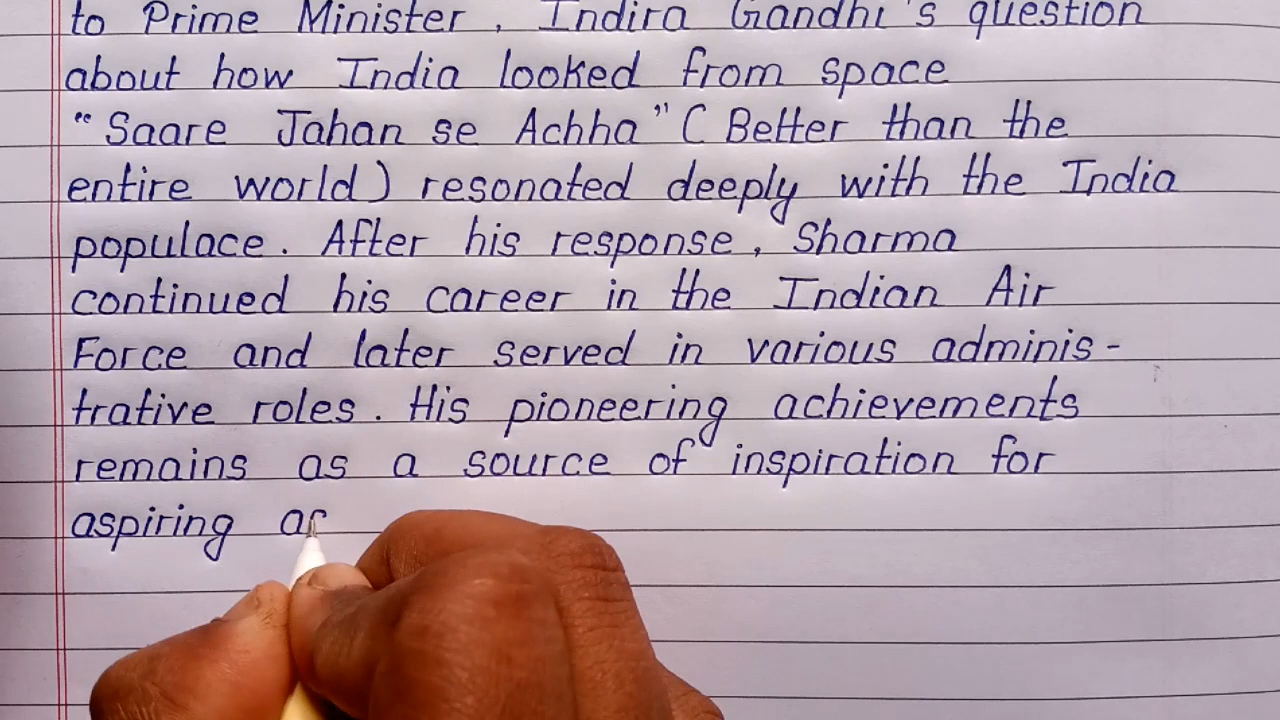 to Prime Minister, Indira Gandhi's question
about how India looked from space
"Saare Jahan se Achha" (Better than the
entire world) resonated deeply with the India
populace. After his response, Sharma
continued his career in the Indian Air
Force and later served in various adminis-
trative roles. His pioneering achievements
remains as a source of inspiration for
aspiring